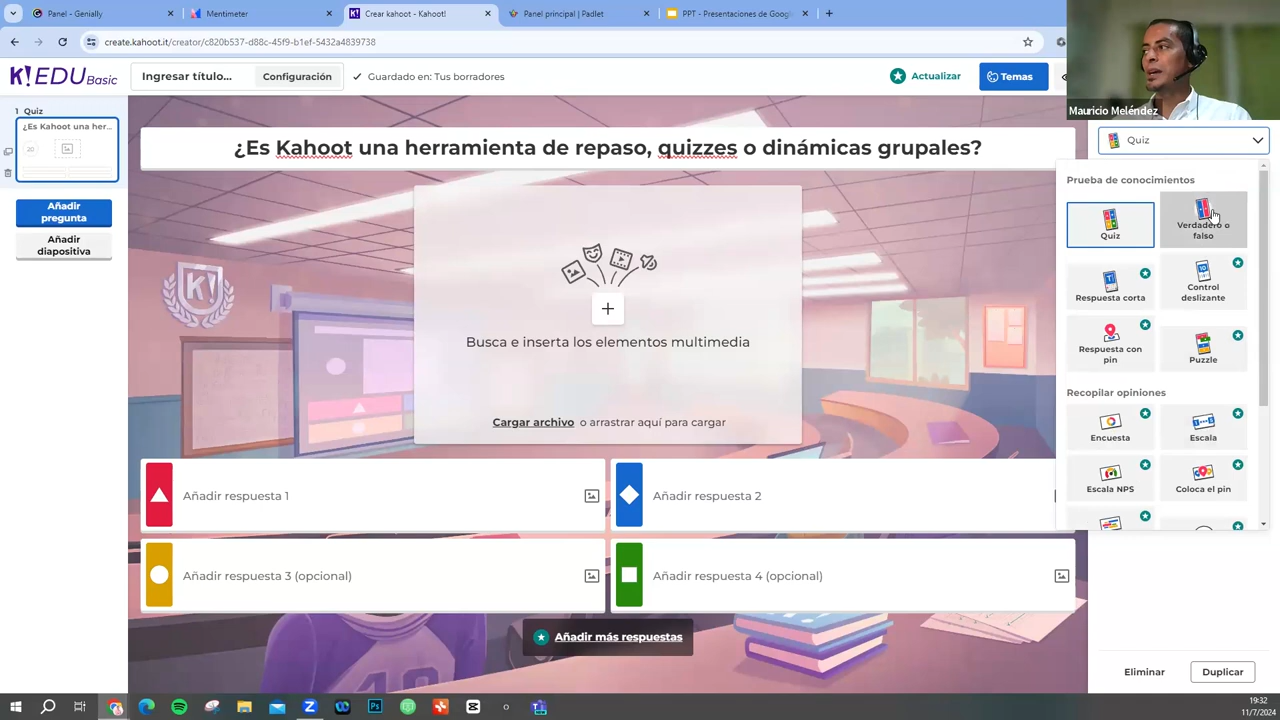 Panel - Genially
Mentimeter
Crear kahoot - Kahoot!
Panel principal | Padlet
PPT - Presentaciones de Google
create.kahoot.it/creator/c820b537-d88c-45f9-b1ef-5432a4839738
K! EDU Basic
Ingresar título...
Configuración
Guardado en: Tus borradores
Actualizar
Temas
Mauricio Meléndez
1 Quiz
¿Es Kahoot una her...
20
Añadir
pregunta
Añadir
diapositiva
¿Es Kahoot una herramienta de repaso, quizzes o dinámicas grupales?
K!
Busca e inserta los elementos multimedia
Cargar archivo o arrastrar aquí para cargar
Añadir respuesta 1
Añadir respuesta 2
Añadir respuesta 3 (opcional)
Añadir respuesta 4 (opcional)
Añadir más respuestas
Quiz
Prueba de conocimientos
Quiz
Verdadero o
falso
Respuesta corta
Control
deslizante
Respuesta con
pin
Puzzle
Recopilar opiniones
Encuesta
Escala
Escala NPS
Coloca el pin
Eliminar
Duplicar
19:32
11/7/2024